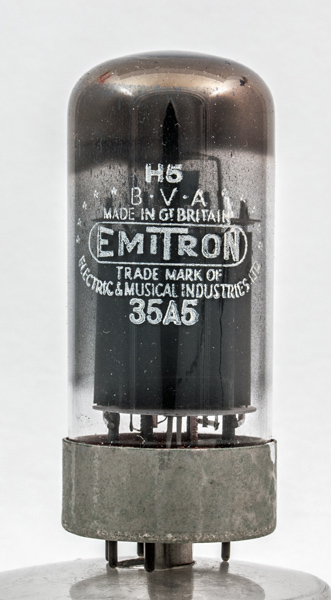 H5
B·V·A
MADE IN GT BRITAIN
EMITRON
TRADE MARK OF
ELECTRIC & MUSICAL INDUSTRIES LTD
35A5